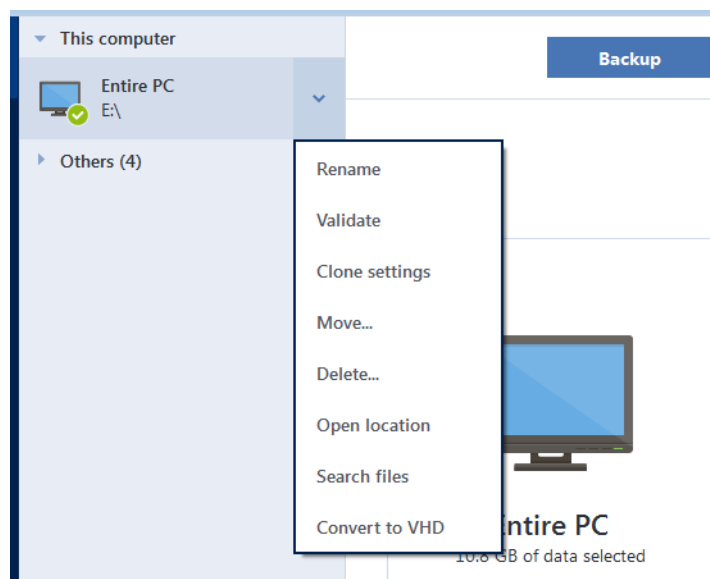 This computer
Backup
Entire PC
E:\
Others (4)
Rename
Validate
Clone settings
Move...
Delete...
Open location
Search files
Convert to VHD
ntire PC
10.8 GB of data selected